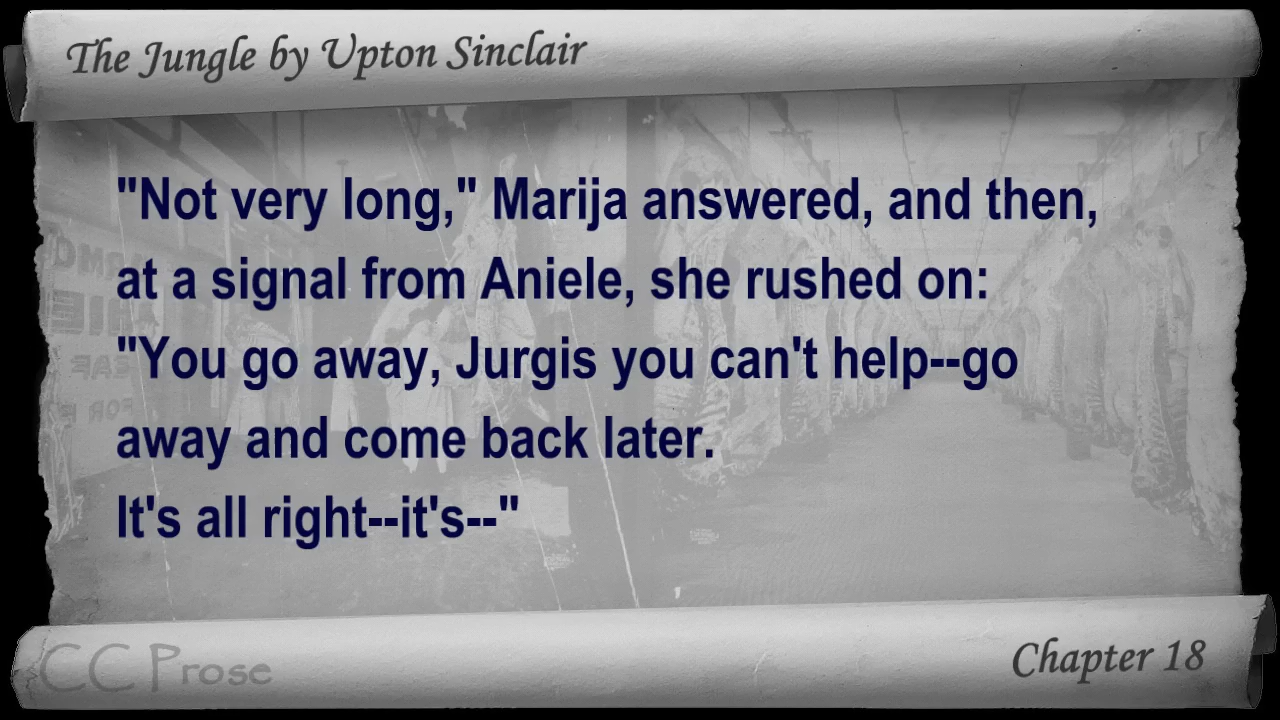 The Jungle by Upton Sinclair
"Not very long," Marija answered, and then,
at a signal from Aniele, she rushed on:
"You go away, Jurgis you can't help--go
away and come back later.
It's all right--it's--"
CC Prose
Chapter 18